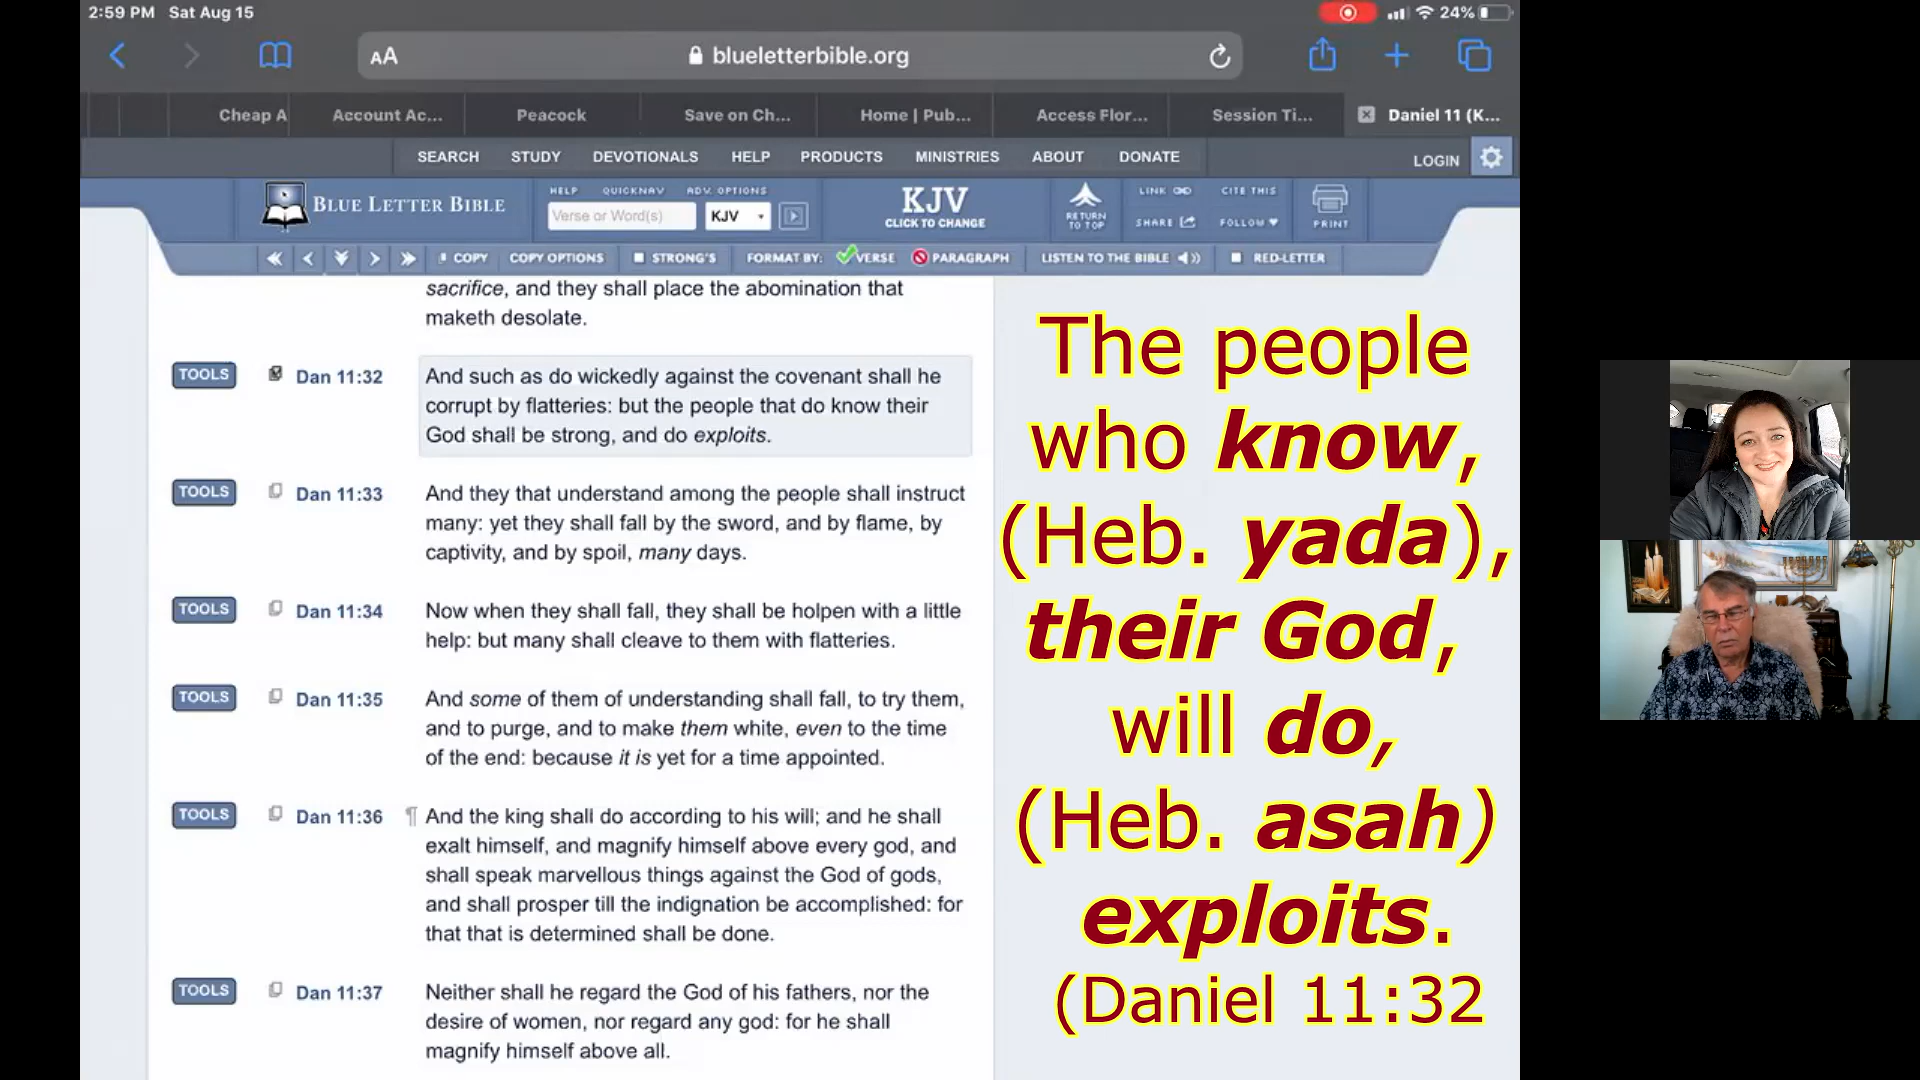 2:59 PM Sat Aug 15
24%
AA
blueletterbible.org
Cheap A
Account Ac...
Peacock
Save on Ch...
Home | Pub...
Access Flor...
Session Ti...
Daniel 11 (K...
SEARCH STUDY DEVOTIONALS HELP PRODUCTS MINISTRIES ABOUT DONATE
LOGIN
BLUE LETTER BIBLE
HELP QUICKNAV ADV. OPTIONS
Verse or Word(s)
KJV
KJV
CLICK TO CHANGE
RETURN
TO TOP
LINK
SHARE
CITE THIS
FOLLOW
PRINT
COPY COPY OPTIONS STRONG'S FORMAT BY: VERSE PARAGRAPH LISTEN TO THE BIBLE RED-LETTER
sacrifice, and they shall place the abomination that
maketh desolate.
TOOLS Dan 11:32 And such as do wickedly against the covenant shall he
corrupt by flatteries: but the people that do know their
God shall be strong, and do exploits.
TOOLS Dan 11:33 And they that understand among the people shall instruct
many: yet they shall fall by the sword, and by flame, by
captivity, and by spoil, many days.
TOOLS Dan 11:34 Now when they shall fall, they shall be holpen with a little
help: but many shall cleave to them with flatteries.
TOOLS Dan 11:35 And some of them of understanding shall fall, to try them,
and to purge, and to make them white, even to the time
of the end: because it is yet for a time appointed.
TOOLS Dan 11:36 ¶ And the king shall do according to his will; and he shall
exalt himself, and magnify himself above every god, and
shall speak marvellous things against the God of gods,
and shall prosper till the indignation be accomplished: for
that that is determined shall be done.
TOOLS Dan 11:37 Neither shall he regard the God of his fathers, nor the
desire of women, nor regard any god: for he shall
magnify himself above all.
The people
who know,
(Heb. yada),
their God,
will do,
(Heb. asah)
exploits.
(Daniel 11:32